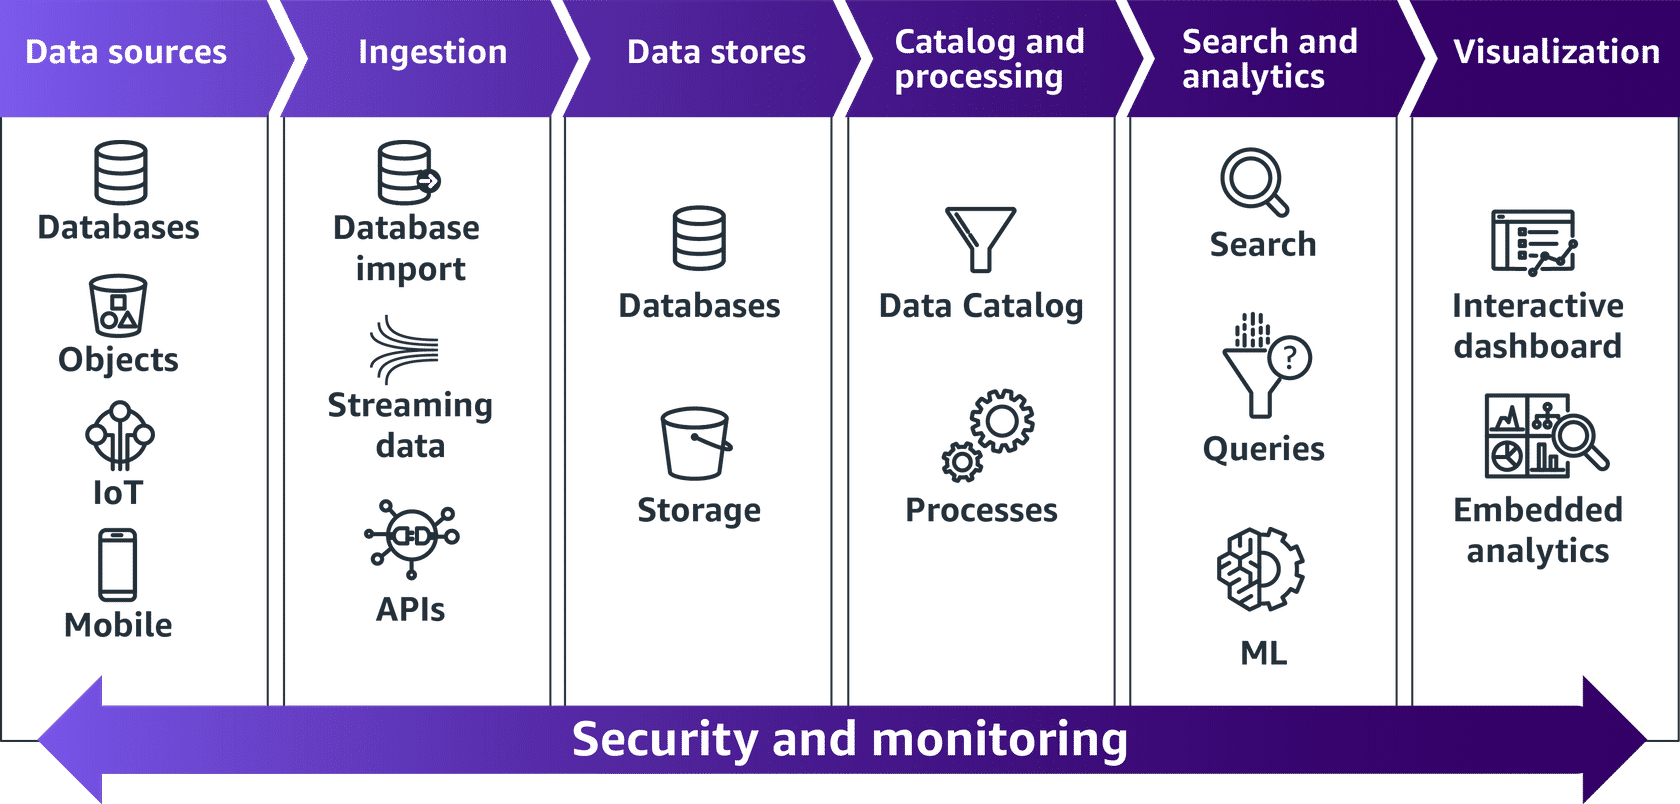 Data sources
Ingestion
Data stores
Catalog and
processing
Search and
analytics
Visualization
Databases
Objects
IoT
Mobile
Database
import
Streaming
data
APIs
Databases
Storage
Data Catalog
Processes
Search
?
Queries
ML
Interactive
dashboard
Embedded
analytics
Security and monitoring